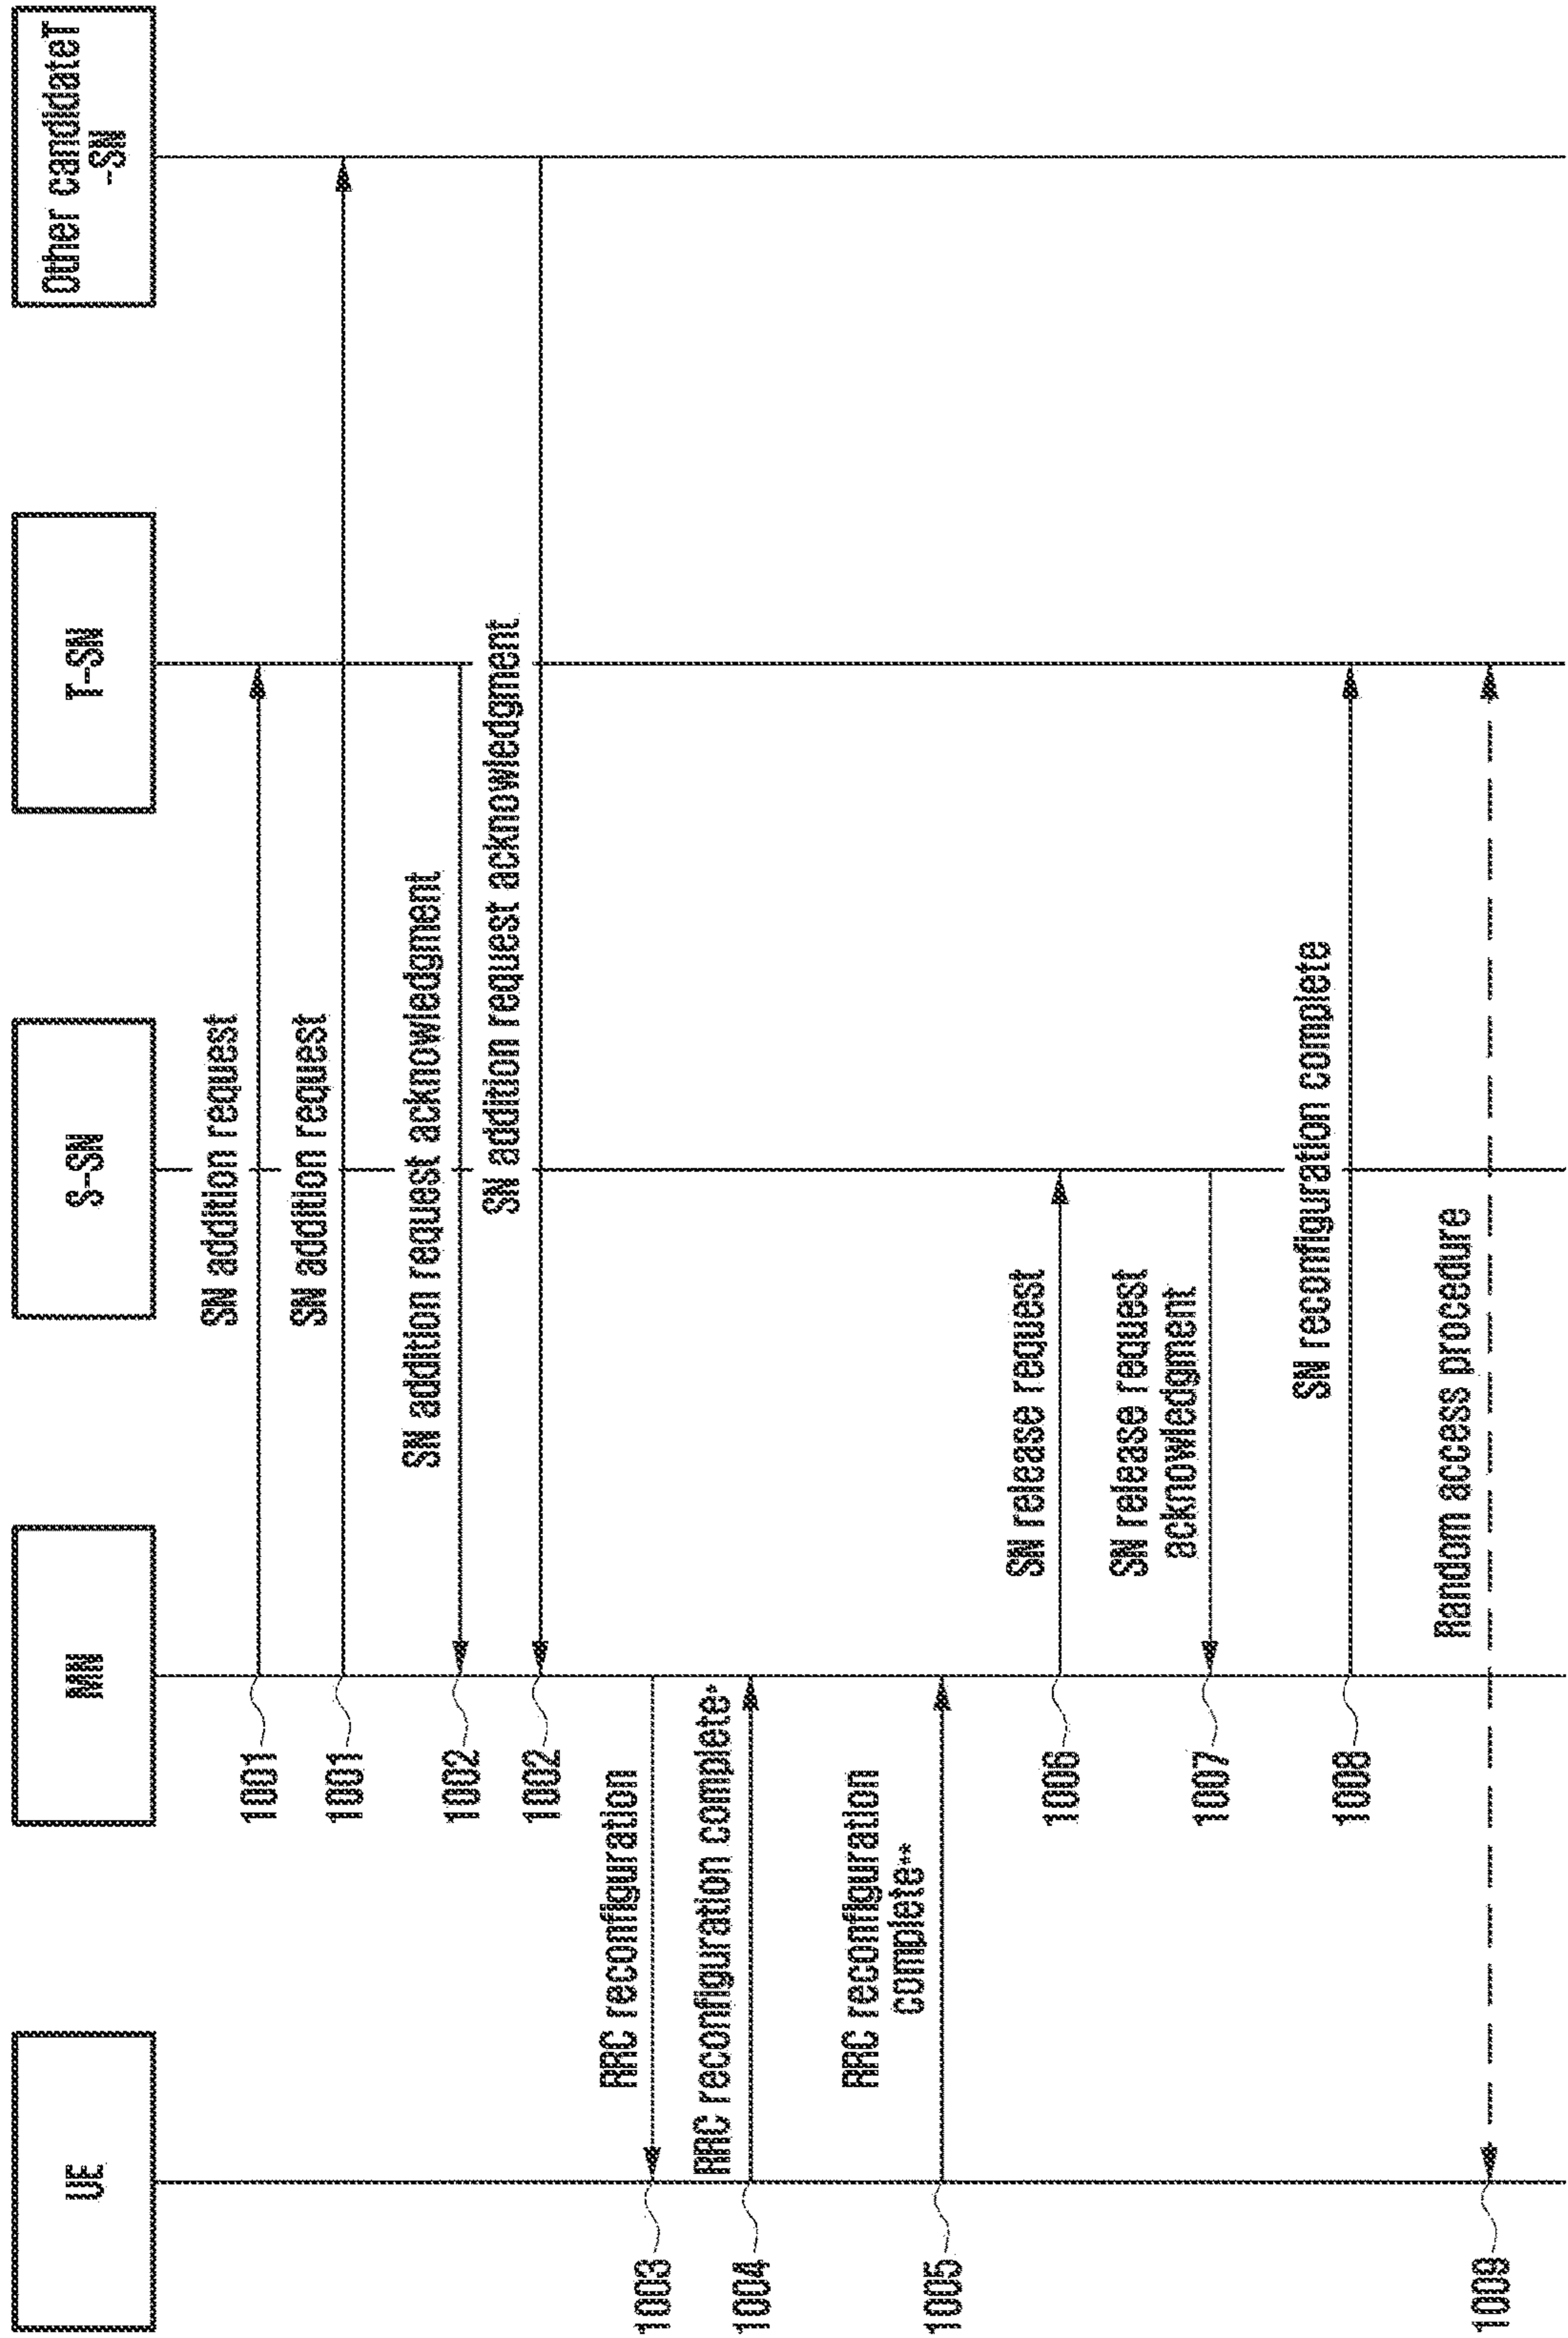 UE
MN
S-SN
T-SN
Other candidateT
-SN
1001
SN addition request
1001
SN addition request
1002
SN addition request acknowledgment
1002
SN addition request acknowledgment
1003
RRC reconfiguration
1004
RRC reconfiguration complete*
1005
RRC reconfiguration
complete**
1006
SN release request
1007
SN release request
acknowledgment
1008
SN reconfiguration complete
1009
Random access procedure